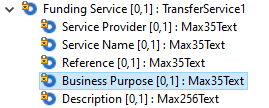 Funding Service [0,1] : TransferService1
Service Provider [0,1] : Max35Text
Service Name [0,1] : Max35Text
Reference [0,1] : Max35Text
Business Purpose [0,1] : Max35Text
Description [0,1] : Max256Text